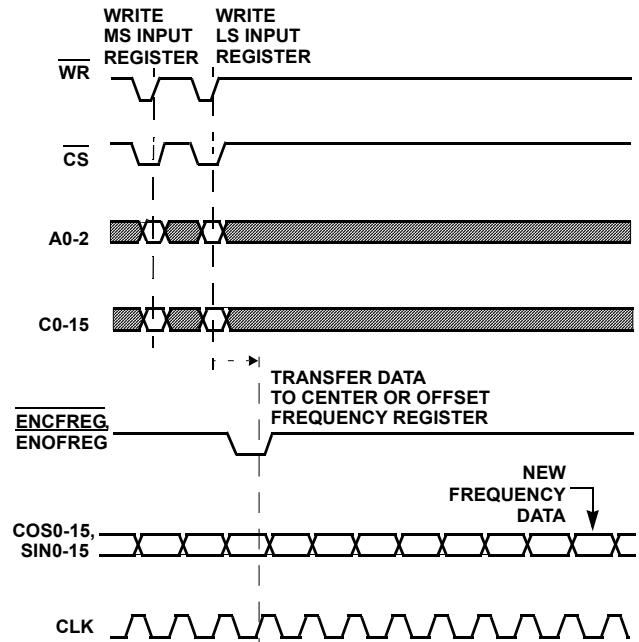 WRITE
MS INPUT
REGISTER
WRITE
LS INPUT
REGISTER
WR
CS
A0-2
C0-15
TRANSFER DATA
TO CENTER OR OFFSET
FREQUENCY REGISTER
ENCFREG,
ENOFREG
NEW
FREQUENCY
DATA
COS0-15,
SIN0-15
CLK